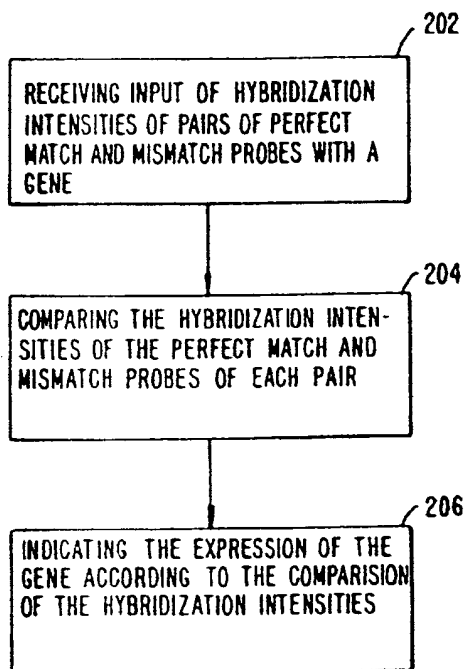 202
RECEIVING INPUT OF HYBRIDIZATION
INTENSITIES OF PAIRS OF PERFECT
MATCH AND MISMATCH PROBES WITH A
GENE
204
COMPARING THE HYBRIDIZATION INTEN-
SITIES OF THE PERFECT MATCH AND
MISMATCH PROBES OF EACH PAIR
206
INDICATING THE EXPRESSION OF THE
GENE ACCORDING TO THE COMPARISION
OF THE HYBRIDIZATION INTENSITIES